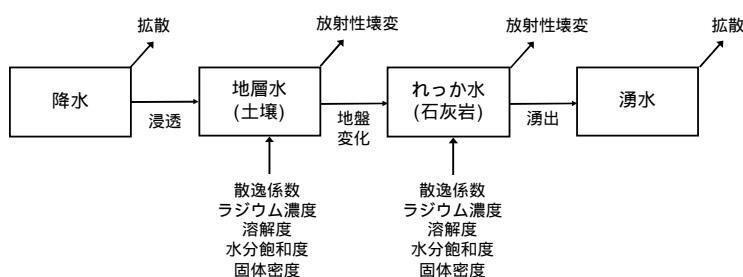 拡散
放射性壊変
放射性壊変
拡散
降水
浸透
地層水
(土壌)
地盤
変化
れっか水
(石灰岩)
湧出
湧水
散逸係数
ラジウム濃度
溶解度
水分飽和度
固体密度
散逸係数
ラジウム濃度
溶解度
水分飽和度
固体密度